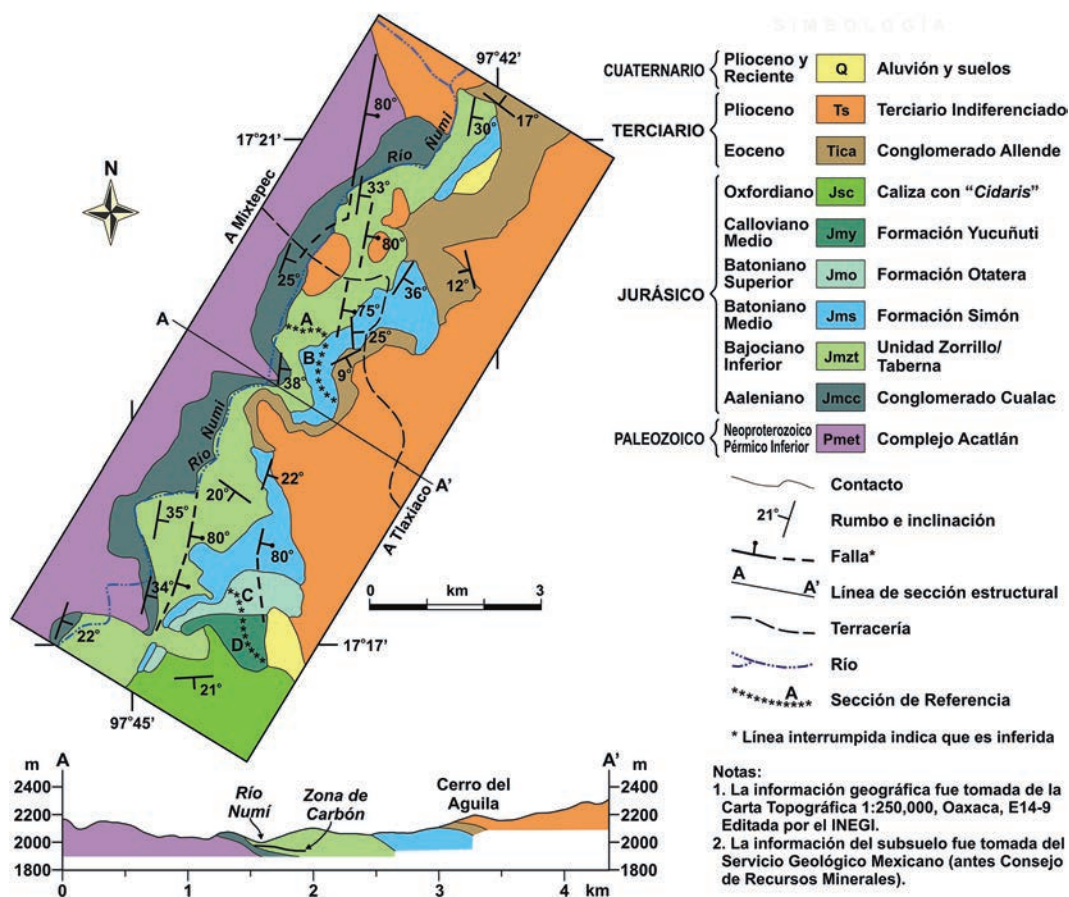 SIMEOLOGÍA
CUATERNARIO
Plioceno y
Reciente
Q
Aluvión y suelos
TERCIARIO
Plioceno
Ts
Terciario Indiferenciado
Eoceno
Tica
Conglomerado Allende
JURÁSICO
Oxfordiano
Jsc
Caliza con “Cidaris”
Calloviano
Medio
Jmy
Formación Yucuñuti
Batoniano
Superior
Jmo
Formación Otatera
Batoniano
Medio
Jms
Formación Simón
Bajociano
Inferior
Jmzt
Unidad Zorrillo/
Taberna
Aaleniano
Jmcc
Conglomerado Cualac
PALEOZOICO
Neoproterozoico
Pérmico Inferior
Pmet
Complejo Acatlán
Contacto
21°
Rumbo e inclinación
Falla*
A
A’
Línea de sección estructural
Terracería
Río
A
Sección de Referencia
* Línea interrumpida indica que es inferida
Notas:
1. La información geográfica fue tomada de la
Carta Topográfica 1:250,000, Oaxaca, E14-9
Editada por el INEGI.
2. La información del subsuelo fue tomada del
Servicio Geológico Mexicano (antes Consejo
de Recursos Minerales).
97°42’
80°
17°
30°
17°21’
Río Ñumi
N
33°
A Mixtepec
80°
25°
12°
36°
75°
A
A
25°
B
9°
38°
Río Ñumi
A’
22°
20°
A Tlaxiaco
35°
80°
80°
0
km
3
34°
C
22°
D
17°17’
21°
97°45’
m
A
A’
m
2400
2200
2000
1800
Río
Numí
Zona de
Carbón
Cerro del
Aguila
2400
2200
2000
1800
0
1
2
3
4
km